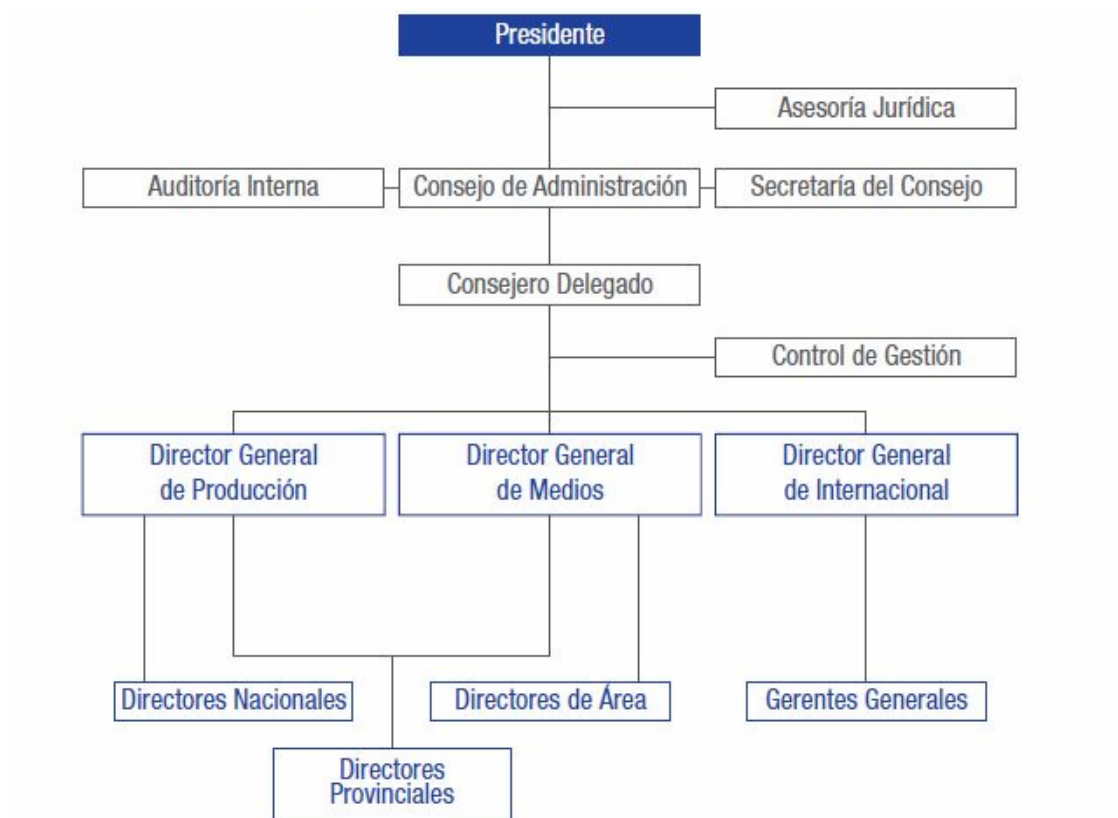 Presidente
Asesoría Jurídica
Auditoría Interna
Consejo de Administración
Secretaría del Consejo
Consejero Delegado
Control de Gestión
Director General
de Producción
Director General
de Medios
Director General
de Internacional
Directores Nacionales
Directores de Área
Gerentes Generales
Directores
Provinciales